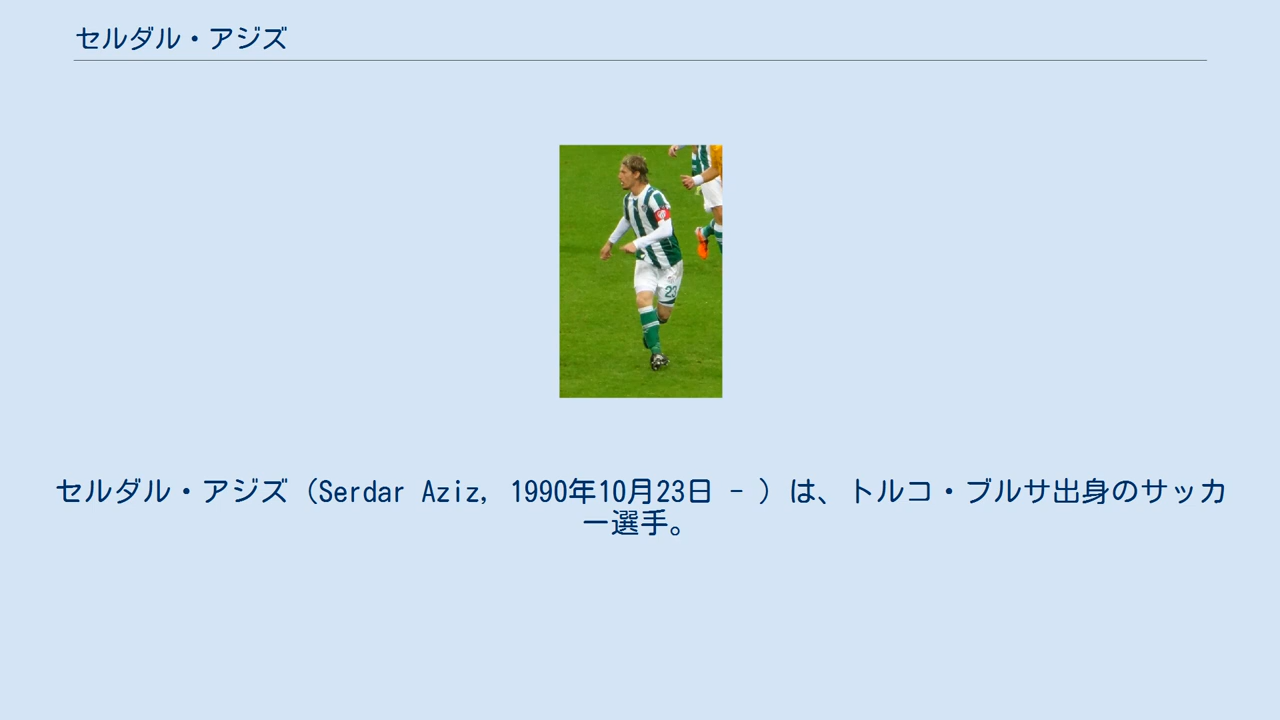 セルダル・アジズ
23
セルダル・アジズ（Serdar Aziz, 1990年10月23日 - ）は、トルコ・ブルサ出身のサッカ
ー選手。